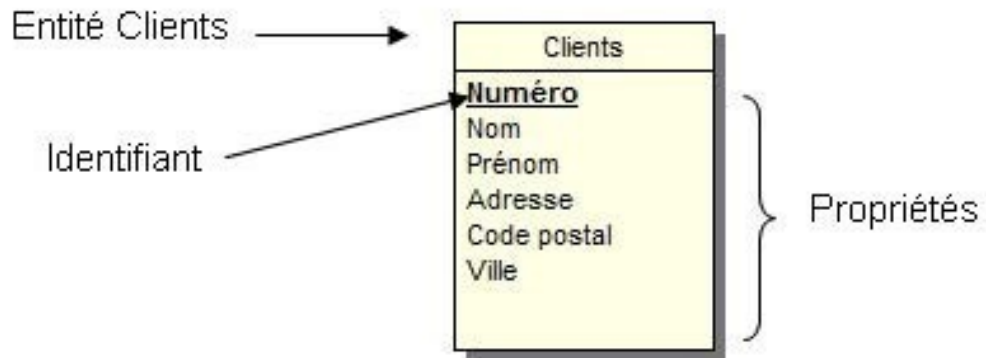 Entité Clients
Clients
Numéro
Identifiant
Nom
Prénom
Adresse
Code postal
Ville
Propriétés